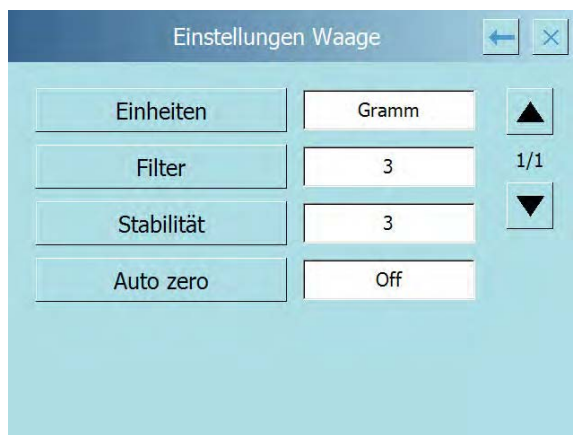 Einstellungen Waage
Einheiten Gramm
Filter 3 1/1
Stabilität 3
Auto zero Off